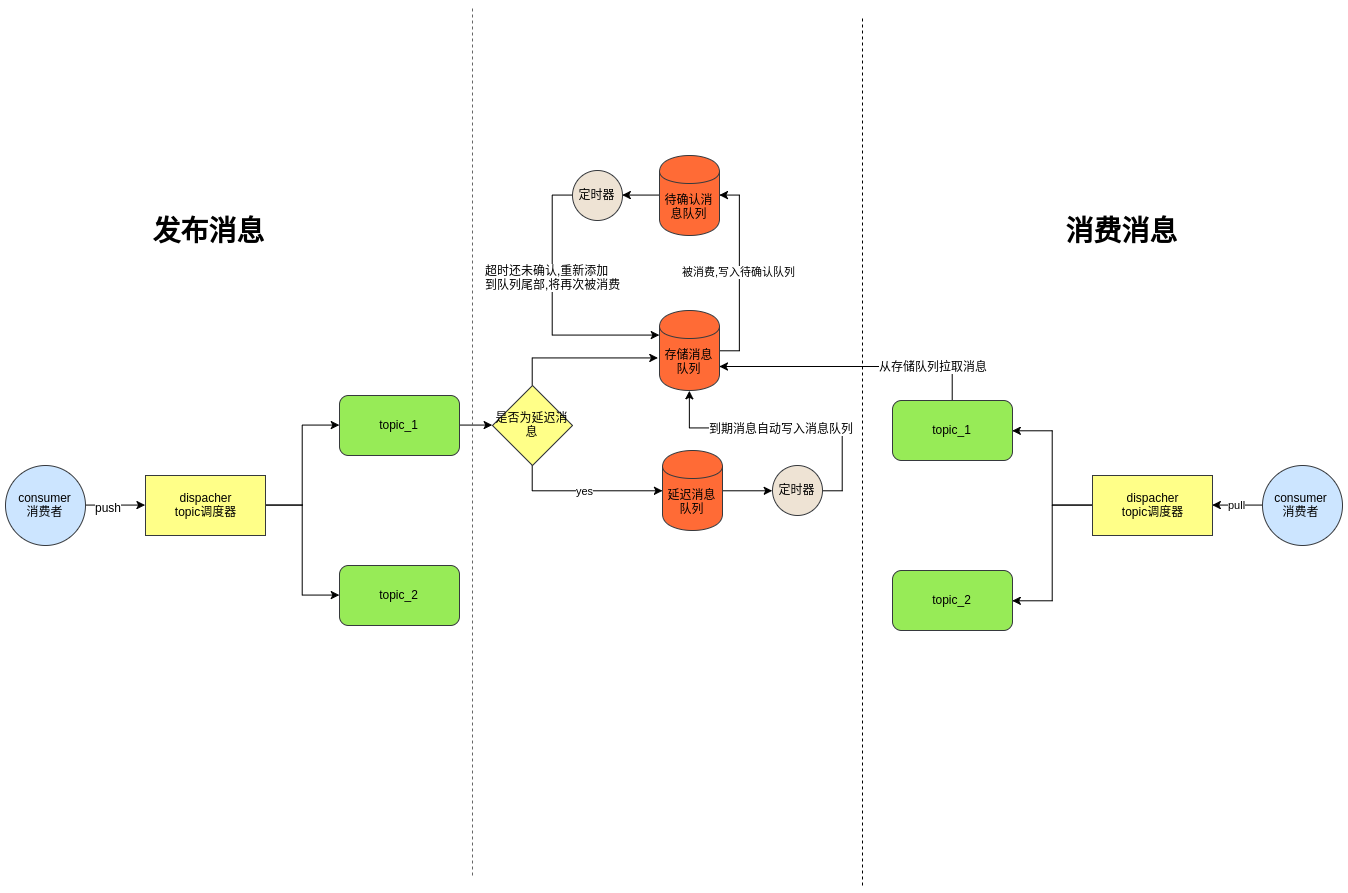 发布消息
consumer
消费者
push
dispacher
topic调度器
topic_1
topic_2
定时器
待确认消
息队列
超时还未确认,重新添加
到队列尾部,将再次被消费
被消费,写入待确认队列
存储消息
队列
是否为延迟消
息
yes
到期消息自动写入消息队列
延迟消息
队列
定时器
消费消息
从存储队列拉取消息
topic_1
topic_2
dispacher
topic调度器
pull
consumer
消费者